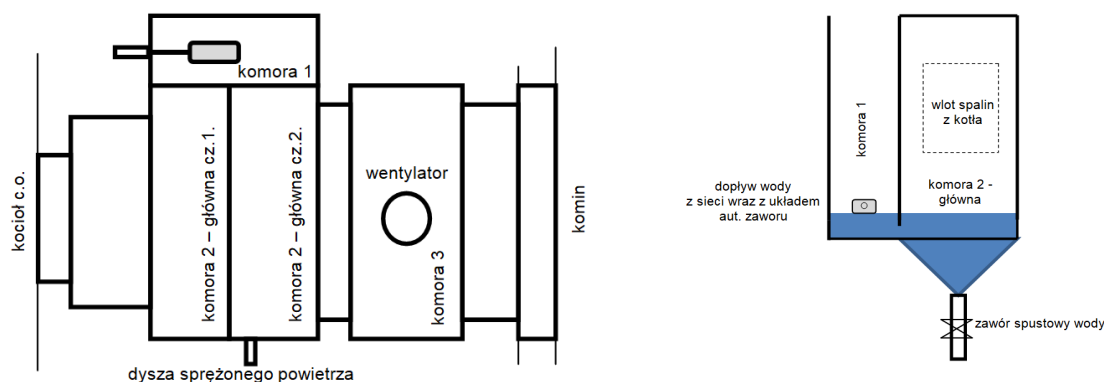 komora 1
kocioł c.o.
komora 2 – główna cz.1.
komora 2 – główna cz.2.
wentylator
komora 3
komin
dysza sprężonego powietrza
komora 1
wlot spalin
z kotła
dopływ wody
z sieci wraz z układem
aut. zaworu
komora 2 -
główna
zawór spustowy wody